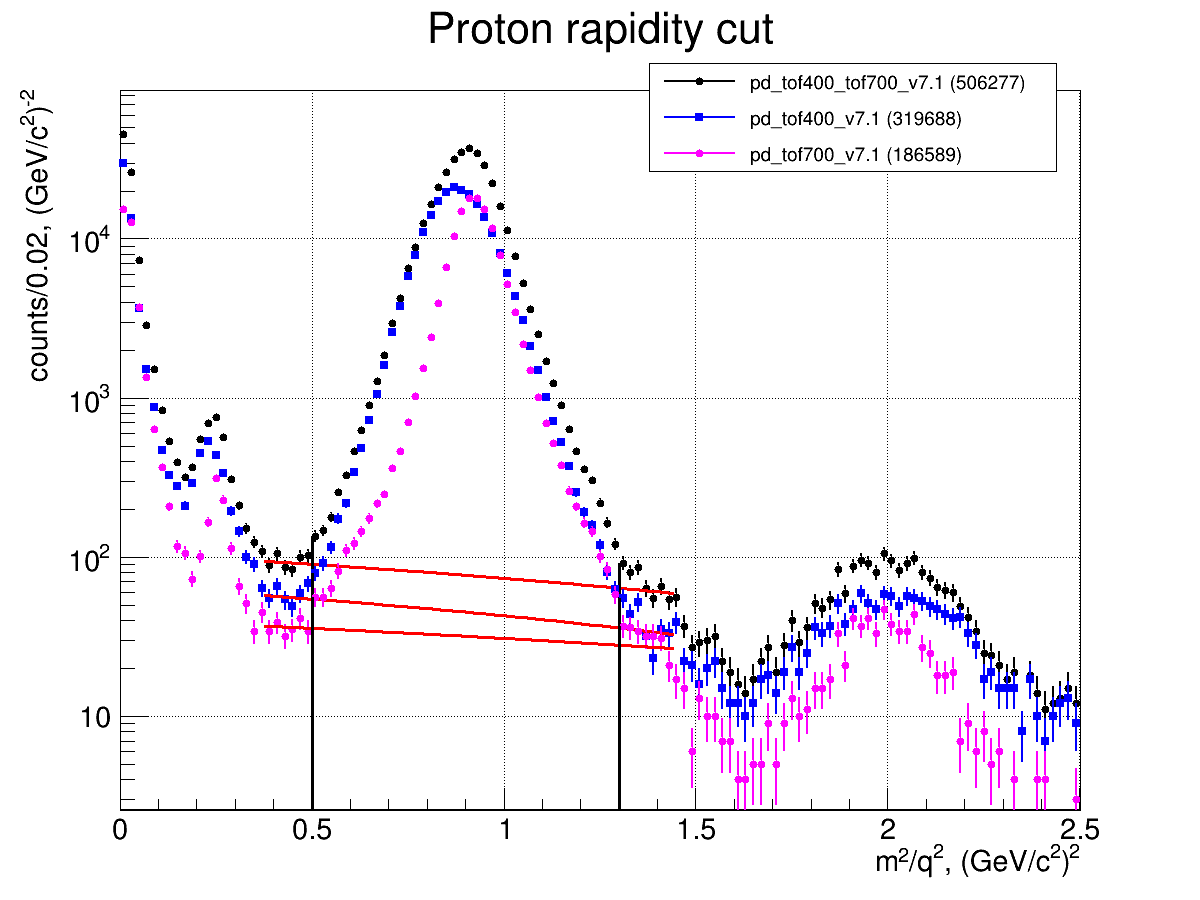 Proton rapidity cut
pd_tof400_tof700_v7.1 (506277)
pd_tof400_v7.1 (319688)
pd_tof700_v7.1 (186589)
counts/0.02, (GeV/c²)⁻²
10⁴
10³
10²
10
0 0.5 1 1.5 2 2.5
m²/q², (GeV/c²)²